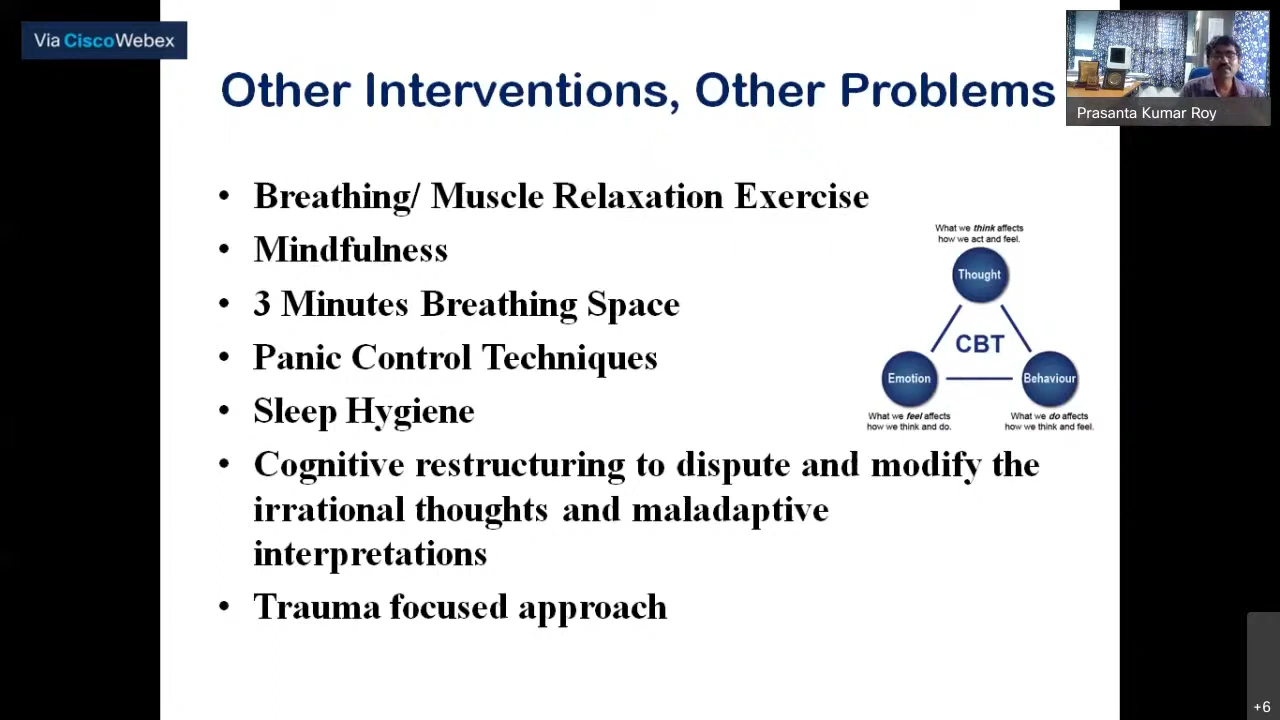 Via CiscoWebex
Other Interventions, Other Problems
Prasanta Kumar Roy
• Breathing/ Muscle Relaxation Exercise
• Mindfulness
• 3 Minutes Breathing Space
• Panic Control Techniques
• Sleep Hygiene
• Cognitive restructuring to dispute and modify the
irrational thoughts and maladaptive
interpretations
• Trauma focused approach
What we think affects
how we act and feel.
Thought
CBT
Emotion
Behaviour
What we feel affects
how we think and do.
What we do affects
how we think and feel.
+6